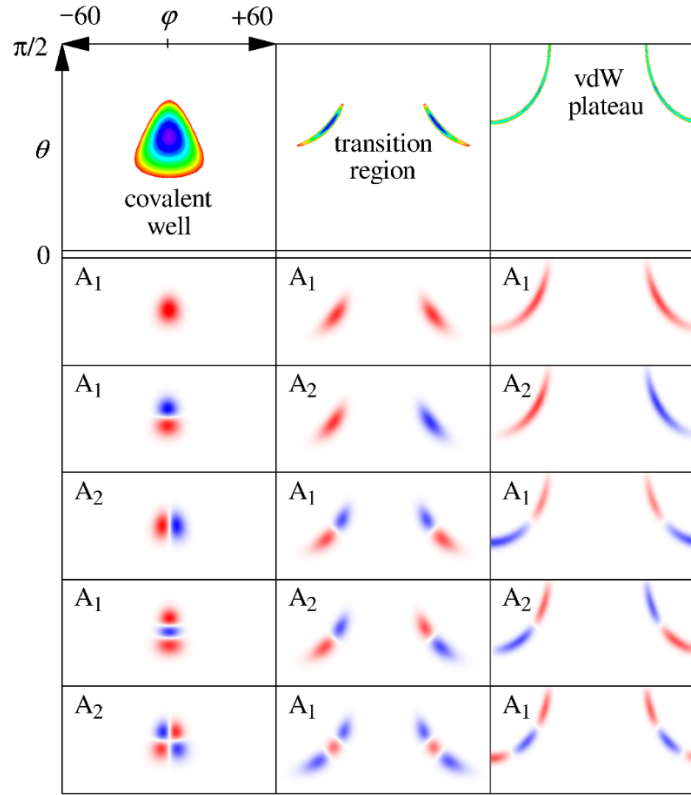 −60 φ +60
π/2
θ
0
covalent
well
transition
region
vdW
plateau
A1 A1 A1
A1 A2 A2
A2 A1 A1
A1 A2 A2
A2 A1 A1